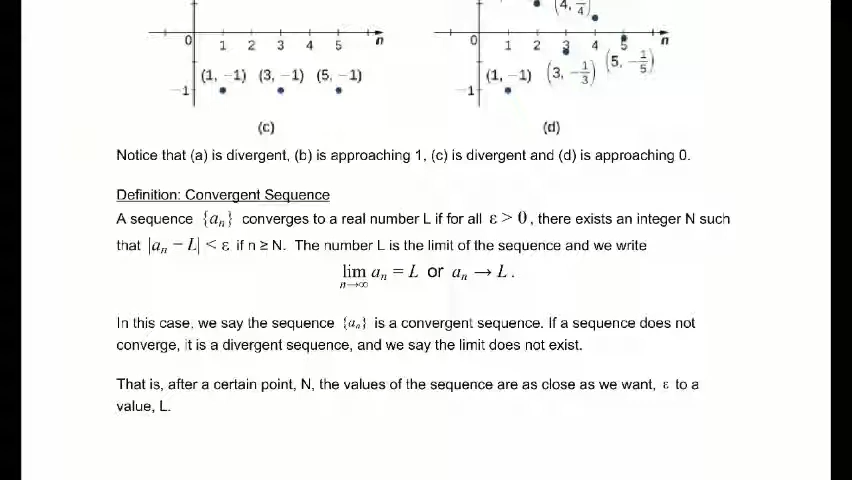 (4, 1/4)
0 1 2 3 4 5 n
0 1 2 3 4 5 n
(1, −1) (3, −1) (5, −1)
−1
(1, −1) (3, −1/3) (5, −1/5)
−1
(c)
(d)
Notice that (a) is divergent, (b) is approaching 1, (c) is divergent and (d) is approaching 0.
Definition: Convergent Sequence
A sequence {aₙ} converges to a real number L if for all ε > 0, there exists an integer N such
that |aₙ − L| < ε if n ≥ N. The number L is the limit of the sequence and we write
lim aₙ = L or aₙ → L.
n→∞
In this case, we say the sequence {aₙ} is a convergent sequence. If a sequence does not
converge, it is a divergent sequence, and we say the limit does not exist.
That is, after a certain point, N, the values of the sequence are as close as we want, ε to a
value, L.